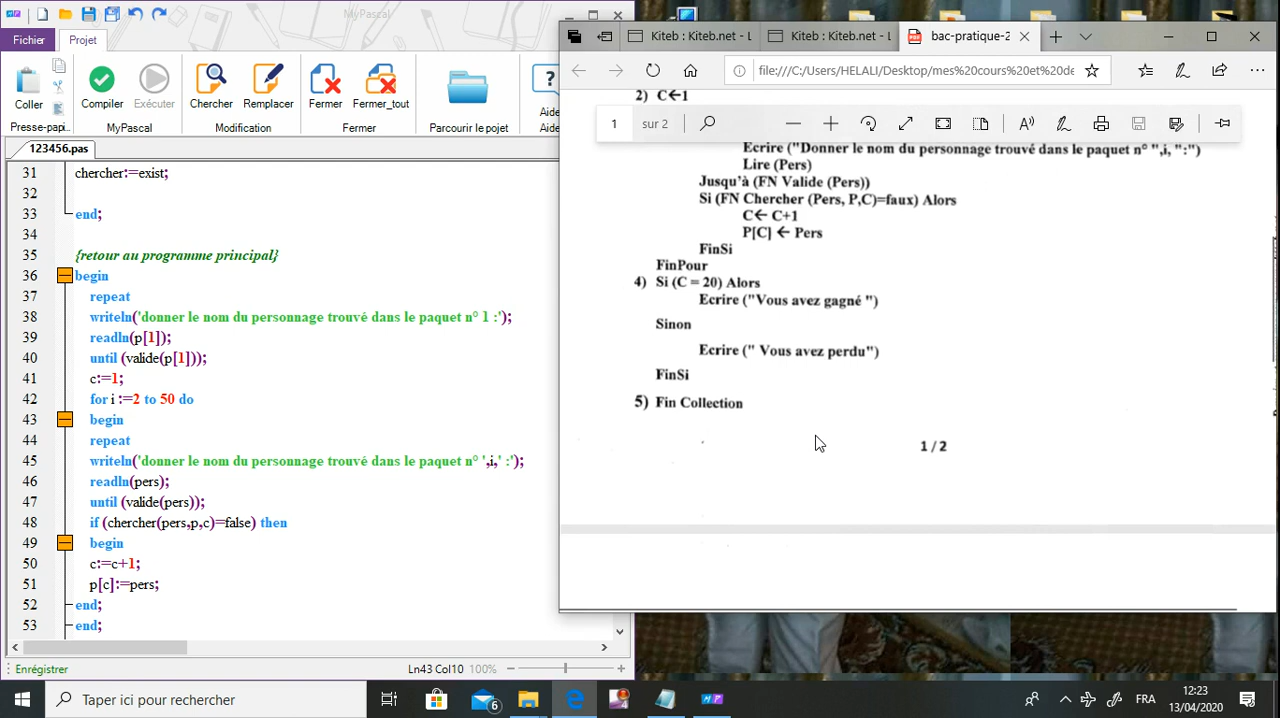 MyPascal
Fichier
Projet
Coller
Presse-papi...
Compiler
Exécuter
MyPascal
Chercher
Remplacer
Modification
Fermer
Fermer_tout
Fermer
Parcourir le projet
Aide
Aide
123456.pas
31 chercher:=exist;
32
33 end;
34
35 {retour au programme principal}
36 begin
37 repeat
38 writeln('donner le nom du personnage trouvé dans le paquet n° 1 :');
39 readln(p[1]);
40 until (valide(p[1]));
41 c:=1;
42 for i :=2 to 50 do
43 begin
44 repeat
45 writeln('donner le nom du personnage trouvé dans le paquet n° ',i,' :');
46 readln(pers);
47 until (valide(pers));
48 if (chercher(pers,p,c)=false) then
49 begin
50 c:=c+1;
51 p[c]:=pers;
52 end;
53 end;
Enrégistrer
Ln43 Col10 100%
Kiteb : Kiteb.net - L
Kiteb : Kiteb.net - L
bac-pratique-2
file:///C:/Users/HELALI/Desktop/mes%20cours%20et%20de
2) C←1
1 sur 2
Ecrire ("Donner le nom du personnage trouvé dans le paquet n° ",i, ":")
Lire (Pers)
Jusqu'à (FN Valide (Pers))
Si (FN Chercher (Pers, P,C)=faux) Alors
C← C+1
P[C] ← Pers
FinSi
FinPour
4) Si (C = 20) Alors
Ecrire ("Vous avez gagné ")
Sinon
Ecrire (" Vous avez perdu")
FinSi
5) Fin Collection
1 / 2
Taper ici pour rechercher
6
4
FRA
12:23
13/04/2020